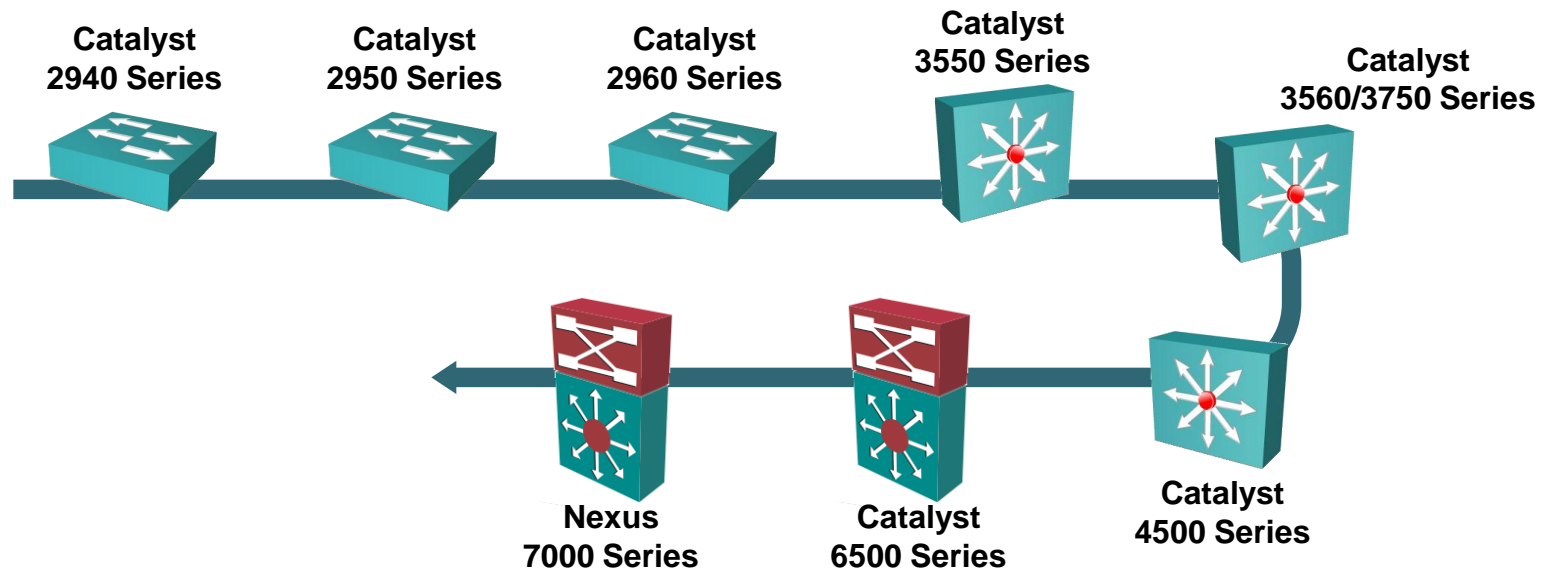 Catalyst
2940 Series
Catalyst
2950 Series
Catalyst
2960 Series
Catalyst
3550 Series
Catalyst
3560/3750 Series
Nexus
7000 Series
Catalyst
6500 Series
Catalyst
4500 Series